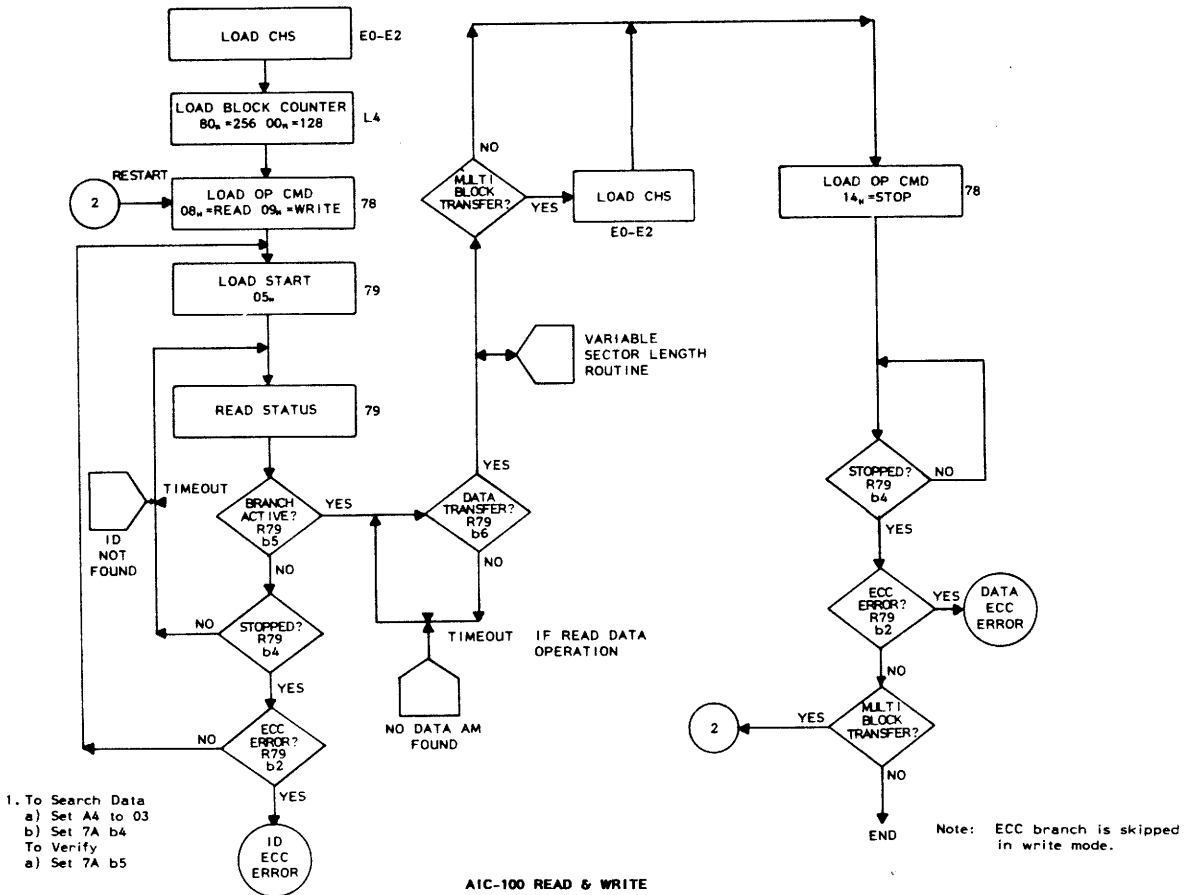 LOAD CHS
E0-E2
LOAD BLOCK COUNTER
80H =256 00H =128
L4
RESTART
2
LOAD OP CMD
08H =READ 09H =WRITE
78
LOAD START
05H
79
READ STATUS
79
TIMEOUT
ID
NOT
FOUND
BRANCH
ACTIVE?
R79
b5
YES
NO
STOPPED?
R79
b4
NO
YES
ECC
ERROR?
R79
b2
NO
YES
ID
ECC
ERROR
1. To Search Data
a) Set A4 to 03
b) Set 7A b4
To Verify
a) Set 7A b5
NO
MULTI
BLOCK
TRANSFER?
YES
LOAD CHS
E0-E2
VARIABLE
SECTOR LENGTH
ROUTINE
YES
DATA
TRANSFER?
R79
b6
NO
TIMEOUT IF READ DATA
OPERATION
NO DATA AM
FOUND
LOAD OP CMD
14H =STOP
78
STOPPED?
R79
b4
NO
YES
ECC
ERROR?
R79
b2
YES
DATA
ECC
ERROR
NO
MULTI
BLOCK
TRANSFER?
YES
2
NO
END
Note: ECC branch is skipped
in write mode.
AIC-100 READ & WRITE